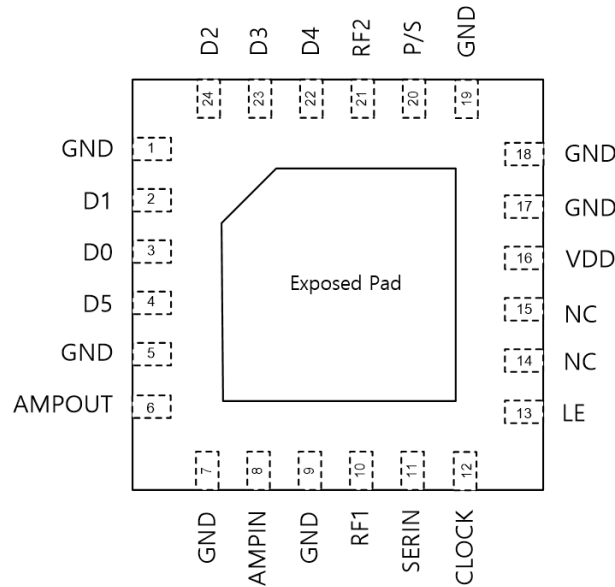 D2 D3 D4 RF2 P/S GND
24 23 22 21 20 19
GND 1
D1 2
D0 3
D5 4
GND 5
AMPOUT 6
Exposed Pad
18 GND
17 GND
16 VDD
15 NC
14 NC
13 LE
7 8 9 10 11 12
GND AMPIN GND RF1 SERIN CLOCK